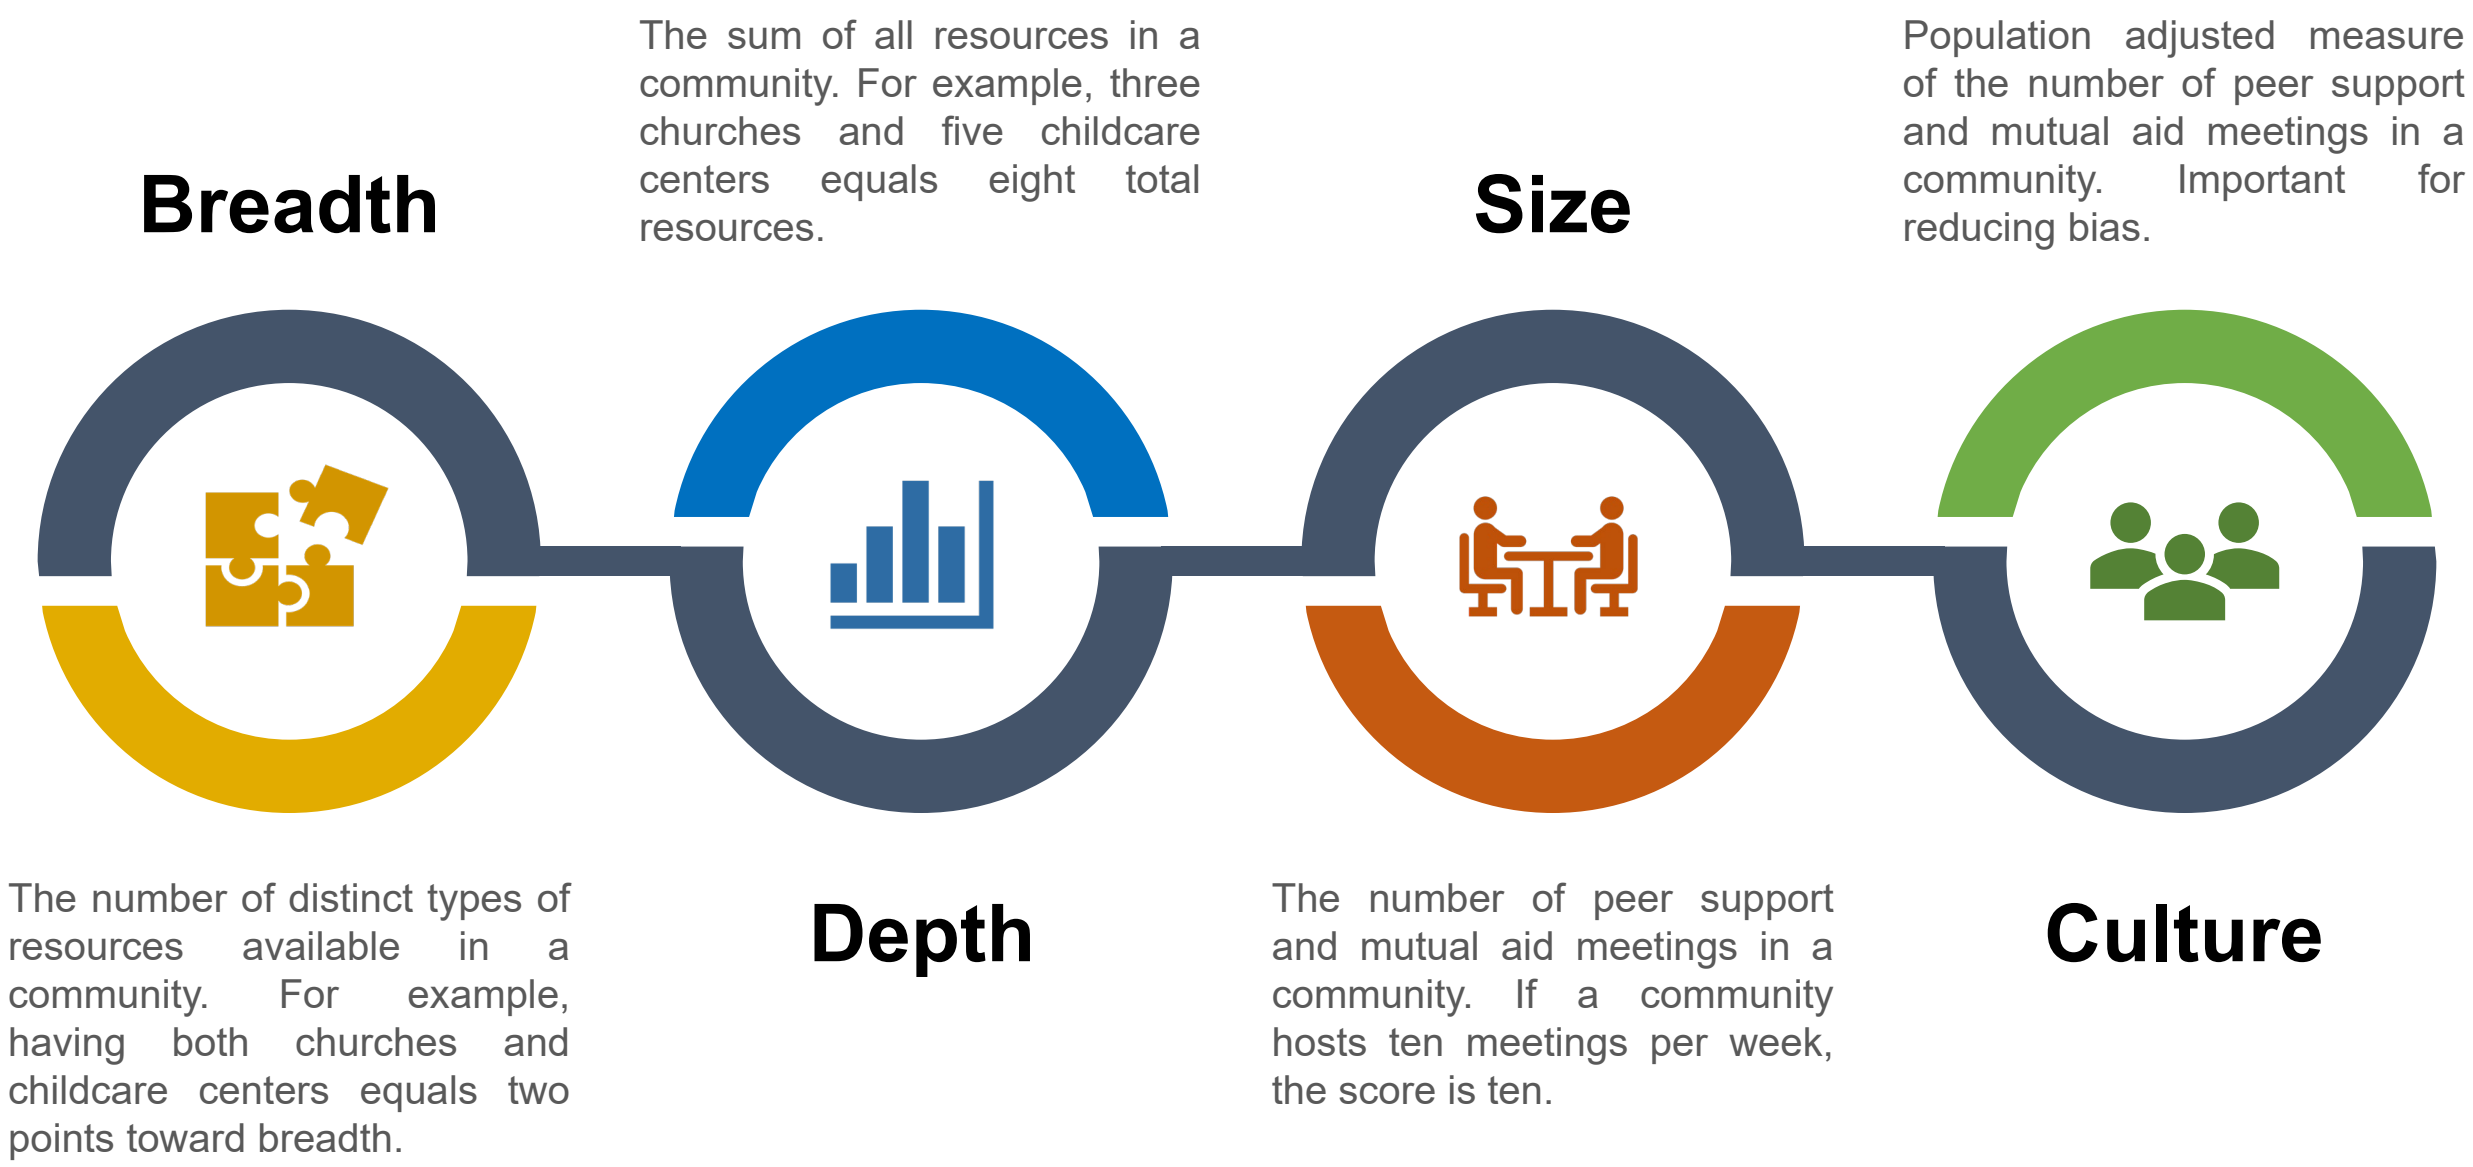 Breadth
The number of distinct types of
resources available in a
community. For example,
having both churches and
childcare centers equals two
points toward breadth.
The sum of all resources in a
community. For example, three
churches and five childcare
centers equals eight total
resources.
Depth
Size
The number of peer support
and mutual aid meetings in a
community. If a community
hosts ten meetings per week,
the score is ten.
Population adjusted measure
of the number of peer support
and mutual aid meetings in a
community. Important for
reducing bias.
Culture